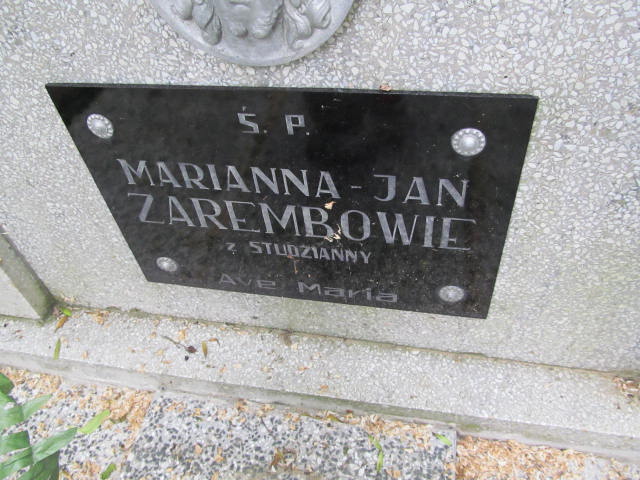 Ś. P.
MARIANNA - JAN
ZAREMBOWIE
z STUDZIANNY
Ave Maria